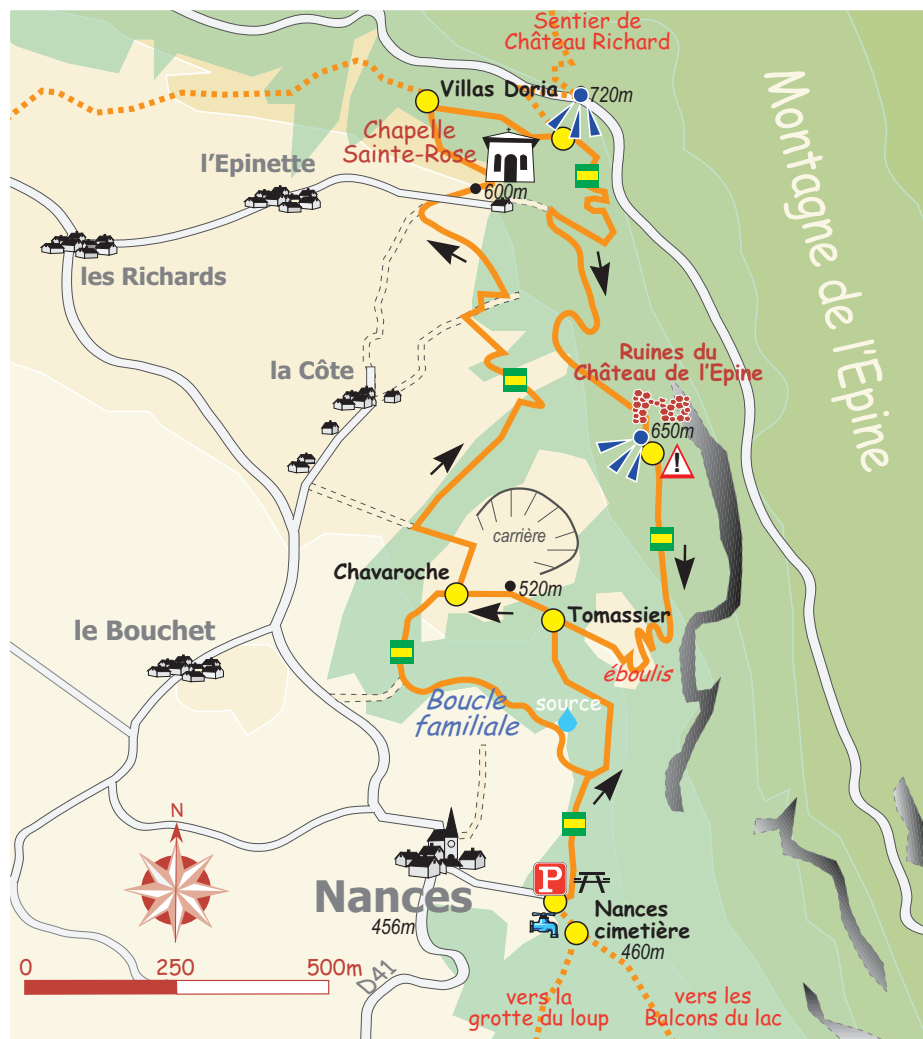 Sentier de
Château Richard
Villas Doria
720m
Chapelle
Sainte-Rose
l'Epinette
600m
les Richards
Montagne de l'Epine
Ruines du
Château de l'Epine
la Côte
650m
!
carrière
Chavaroche
520m
Tomassier
le Bouchet
éboulis
Boucle
familiale
source
N
P
Nances
456m
Nances
cimetière
460m
0 250 500m
D41
vers la
grotte du loup
vers les
Balcons du lac